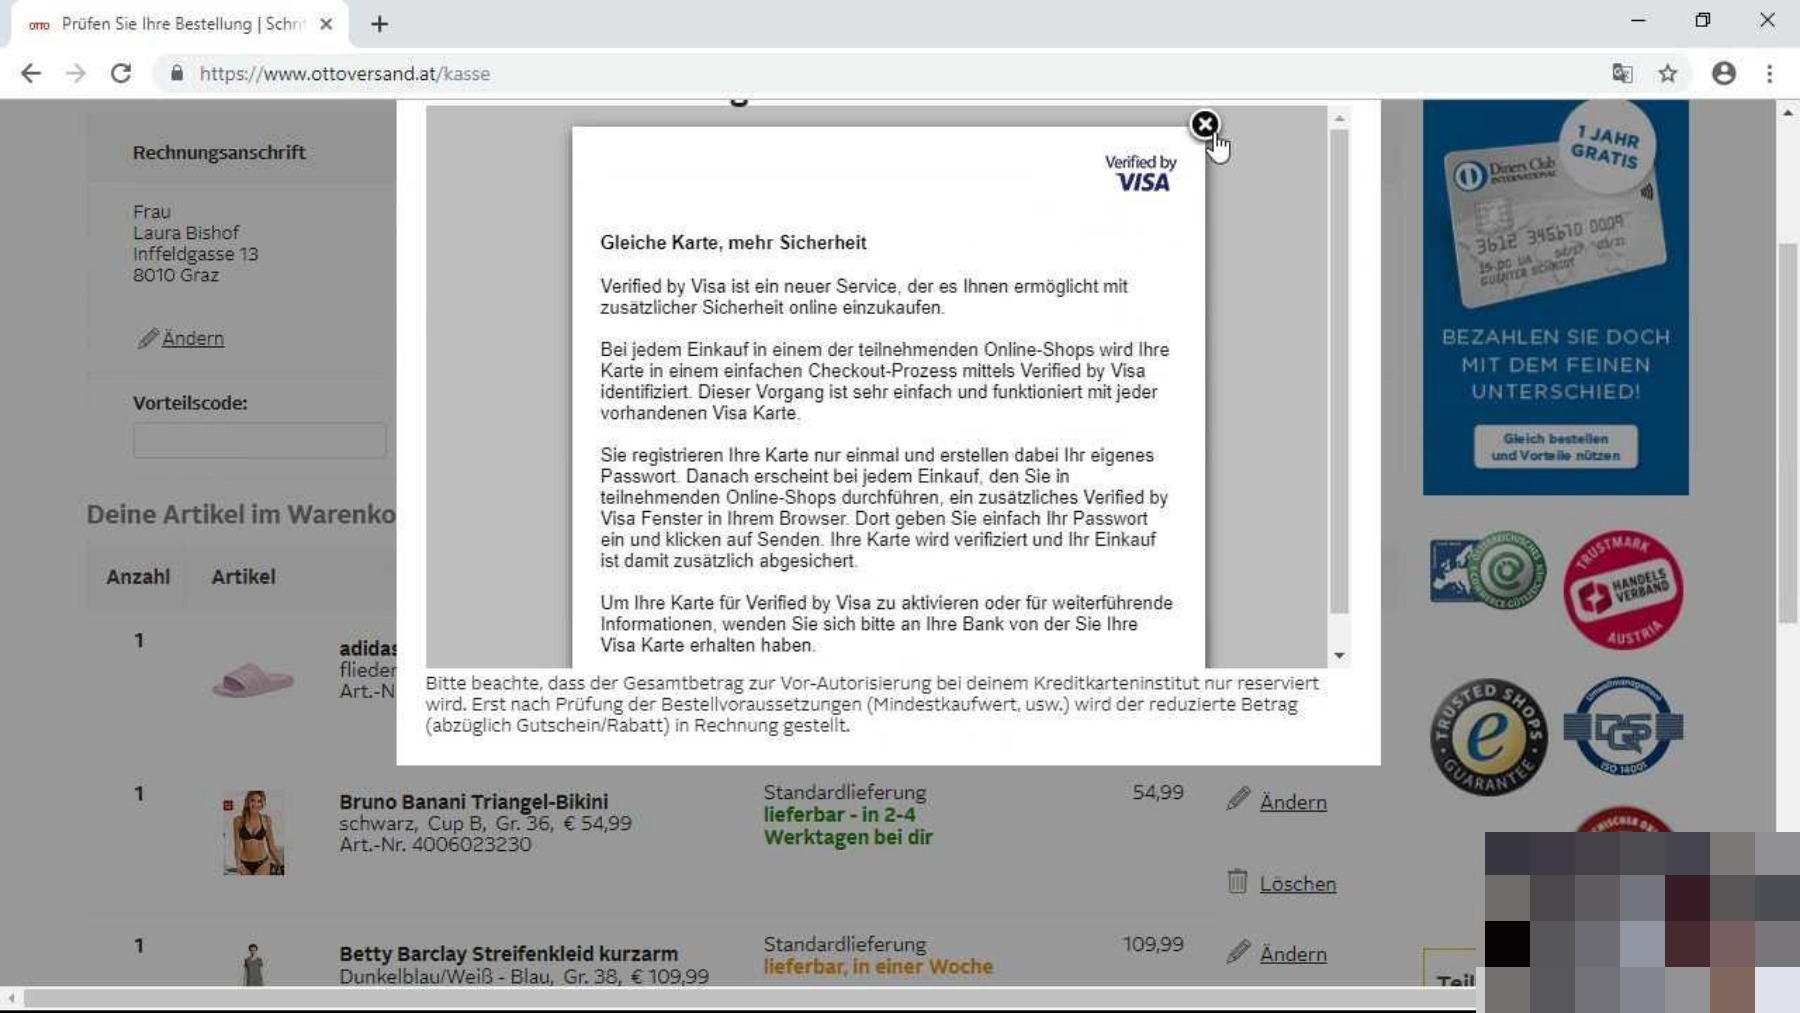 OTTO Prüfen Sie Ihre Bestellung | Schri
https://www.ottoversand.at/kasse
Rechnungsanschrift
Frau
Laura Bishof
Inffeldgasse 13
8010 Graz
Ändern
Vorteilscode:
Deine Artikel im Warenko
Anzahl Artikel
1
adidas
flieder
Art.-N
Verified by
VISA
Gleiche Karte, mehr Sicherheit
Verified by Visa ist ein neuer Service, der es Ihnen ermöglicht mit
zusätzlicher Sicherheit online einzukaufen.
Bei jedem Einkauf in einem der teilnehmenden Online-Shops wird Ihre
Karte in einem einfachen Checkout-Prozess mittels Verified by Visa
identifiziert. Dieser Vorgang ist sehr einfach und funktioniert mit jeder
vorhandenen Visa Karte.
Sie registrieren Ihre Karte nur einmal und erstellen dabei Ihr eigenes
Passwort. Danach erscheint bei jedem Einkauf, den Sie in
teilnehmenden Online-Shops durchführen, ein zusätzliches Verified by
Visa Fenster in Ihrem Browser. Dort geben Sie einfach Ihr Passwort
ein und klicken auf Senden. Ihre Karte wird verifiziert und Ihr Einkauf
ist damit zusätzlich abgesichert.
Um Ihre Karte für Verified by Visa zu aktivieren oder für weiterführende
Informationen, wenden Sie sich bitte an Ihre Bank von der Sie Ihre
Visa Karte erhalten haben.
Bitte beachte, dass der Gesamtbetrag zur Vor-Autorisierung bei deinem Kreditkarteninstitut nur reserviert
wird. Erst nach Prüfung der Bestellvoraussetzungen (Mindestkaufwert, usw.) wird der reduzierte Betrag
(abzüglich Gutschein/Rabatt) in Rechnung gestellt.
1
Bruno Banani Triangel-Bikini
schwarz, Cup B, Gr. 36, € 54,99
Art.-Nr. 4006023230
Standardlieferung
lieferbar - in 2-4
Werktagen bei dir
54,99
Ändern
Löschen
1
Betty Barclay Streifenkleid kurzarm
Dunkelblau/Weiß - Blau, Gr. 38, € 109,99
Standardlieferung
lieferbar, in einer Woche
109,99
Ändern
1 JAHR
GRATIS
Diners Club
INTERNATIONAL
3612 345678 0009
BEZAHLEN SIE DOCH
MIT DEM FEINEN
UNTERSCHIED!
Gleich bestellen
und Vorteile nützen
TRUSTMARK
HANDELS
VERBAND
AUSTRIA
TRUSTED SHOPS
e
GUARANTEE
Umweltmanagement
DQS
ISO 14001
Teil